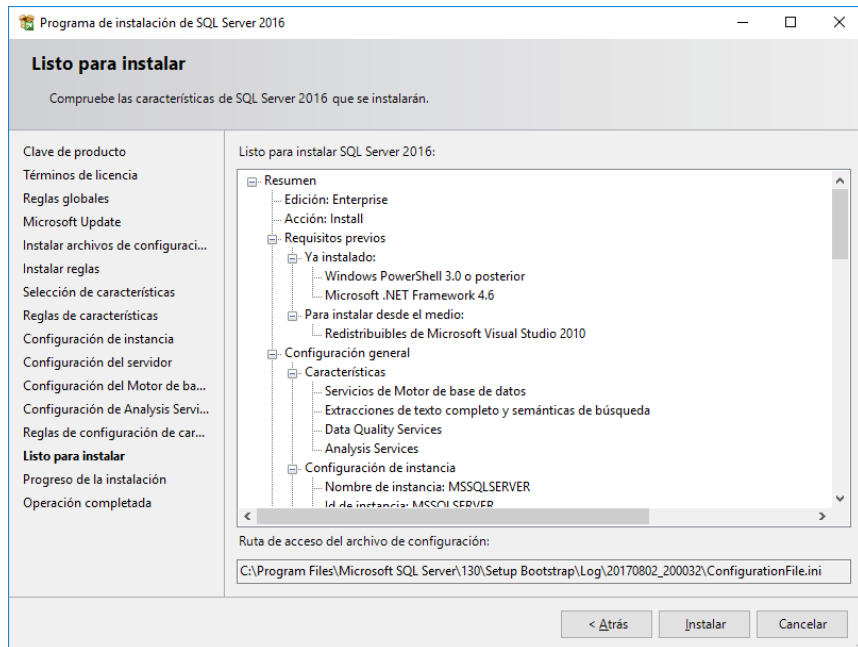 Programa de instalación de SQL Server 2016
Listo para instalar
Compruebe las características de SQL Server 2016 que se instalarán.
Clave de producto
Términos de licencia
Reglas globales
Microsoft Update
Instalar archivos de configuraci...
Instalar reglas
Selección de características
Reglas de características
Configuración de instancia
Configuración del servidor
Configuración del Motor de ba...
Configuración de Analysis Servi...
Reglas de configuración de car...
Listo para instalar
Progreso de la instalación
Operación completada
Listo para instalar SQL Server 2016:
Resumen
Edición: Enterprise
Acción: Install
Requisitos previos
Ya instalado:
Windows PowerShell 3.0 o posterior
Microsoft .NET Framework 4.6
Para instalar desde el medio:
Redistribuibles de Microsoft Visual Studio 2010
Configuración general
Características
Servicios de Motor de base de datos
Extracciones de texto completo y semánticas de búsqueda
Data Quality Services
Analysis Services
Configuración de instancia
Nombre de instancia: MSSQLSERVER
Id de instancia: MSSQLSERVER
Ruta de acceso del archivo de configuración:
C:\Program Files\Microsoft SQL Server\130\Setup Bootstrap\Log\20170802_200032\ConfigurationFile.ini
< Atrás
Instalar
Cancelar